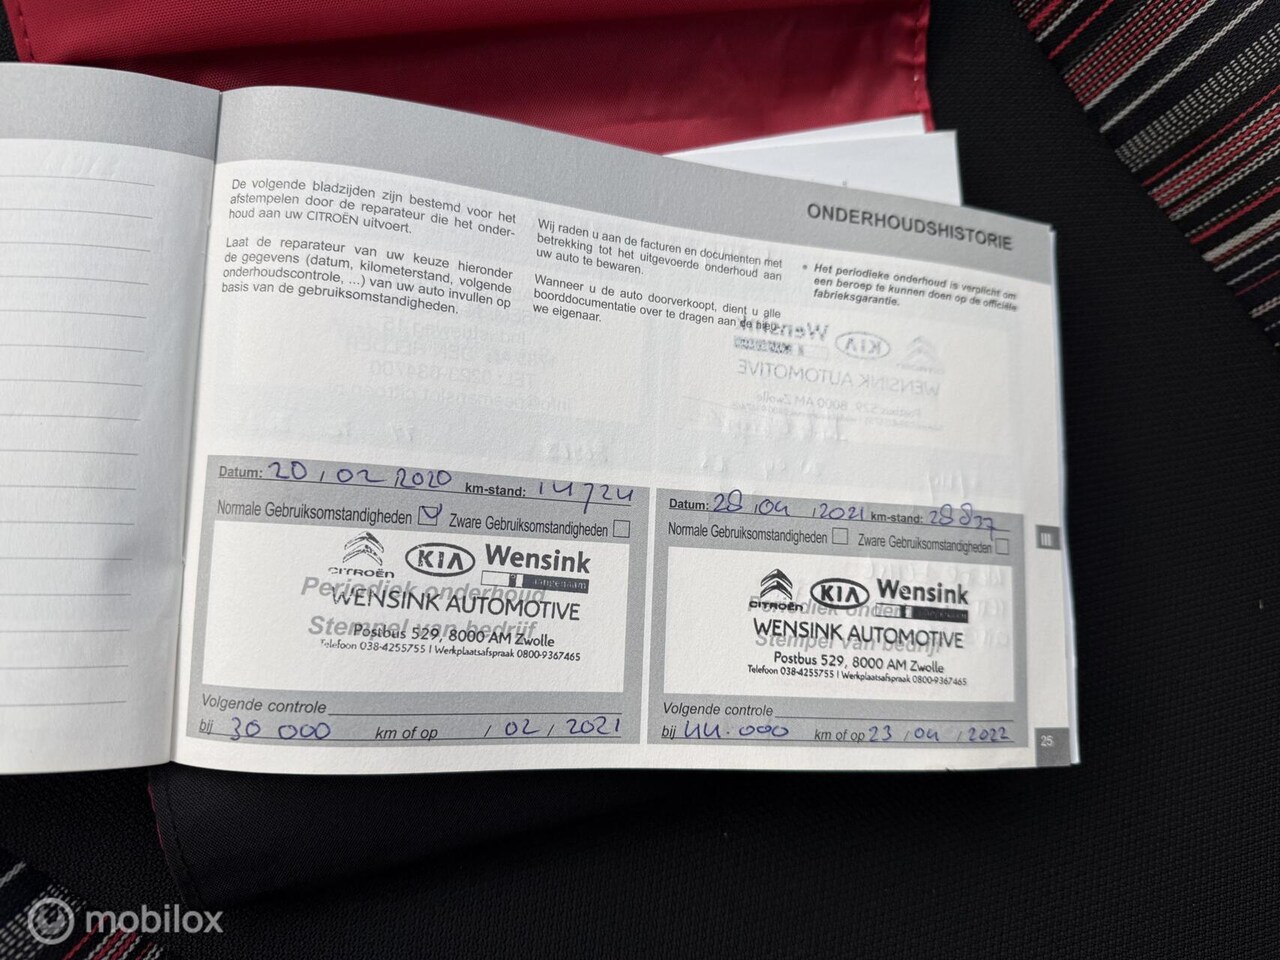 ONDERHOUDSHISTORIE
De volgende bladzijden zijn bestemd voor het
afstempelen door de reparateur die het onder-
houd aan uw CITROËN uitvoert.
Laat de reparateur van uw keuze hieronder
de gegevens (datum, kilometerstand, volgende
onderhoudscontrole, ...) van uw auto invullen op
basis van de gebruiksomstandigheden.
Wij raden u aan de facturen en documenten met
betrekking tot het uitgevoerde onderhoud aan
uw auto te bewaren.
Wanneer u de auto doorverkoopt, dient u alle
boorddocumentatie over te dragen aan de nieu-
we eigenaar.
* Het periodieke onderhoud is verplicht om
een beroep te kunnen doen op de officiële
fabrieksgarantie.
Datum: 20 / 02 / 2020 km-stand: 14724
Normale Gebruiksomstandigheden Zware Gebruiksomstandigheden
CITROËN KIA Wensink
Periodiek onderhoud
WENSINK AUTOMOTIVE
Stempel van bedrijf
Postbus 529, 8000 AM Zwolle
Telefoon 038-4255755 | Werkplaatsafspraak 0800-9367465
Volgende controle
bij 30 000 km of op / 02 / 2021
Datum: 28 / 04 / 2021 km-stand:
Normale Gebruiksomstandigheden Zware Gebruiksomstandigheden
CITROËN KIA Wensink
Periodiek onderhoud
WENSINK AUTOMOTIVE
Stempel van bedrijf
Postbus 529, 8000 AM Zwolle
Telefoon 038-4255755 | Werkplaatsafspraak 0800-9367465
Volgende controle
bij 44.000 km of op 23 / 04 / 2022
III
25
mobilox